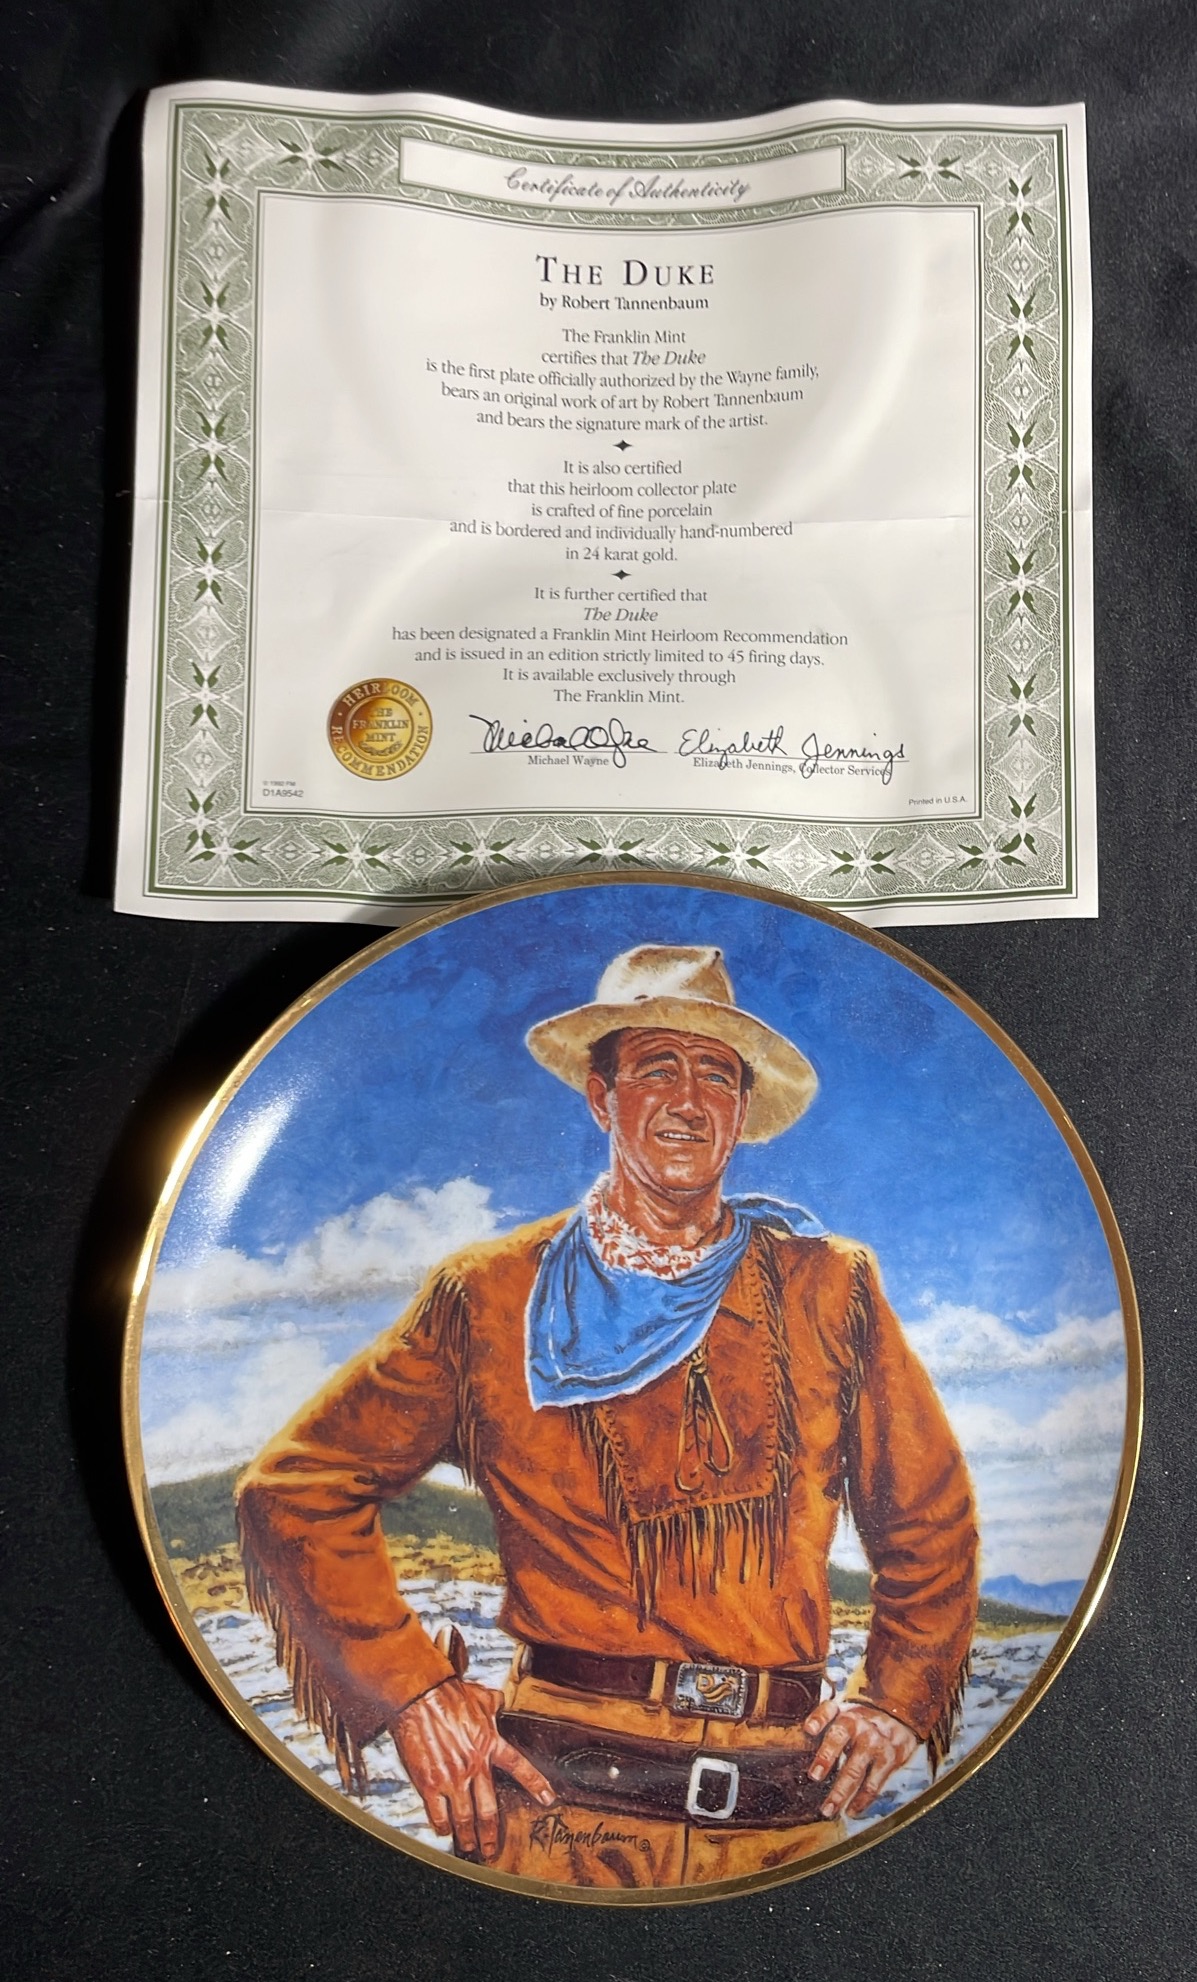 Certificate of Authenticity
THE DUKE
by Robert Tannenbaum
The Franklin Mint
certifies that The Duke
is the first plate officially authorized by the Wayne family,
bears an original work of art by Robert Tannenbaum
and bears the signature mark of the artist.
It is also certified
that this heirloom collector plate
is crafted of fine porcelain
and is bordered and individually hand-numbered
in 24 karat gold.
It is further certified that
The Duke
has been designated a Franklin Mint Heirloom Recommendation
and is issued in an edition strictly limited to 45 firing days.
It is available exclusively through
The Franklin Mint.
HEIRLOOM RECOMMENDATION
THE
FRANKLIN
MINT
Elizabeth Jennings
Michael Wayne
Elizabeth Jennings, Collector Services
D1A9542
Printed in U.S.A.
R. Tanenbaum ©